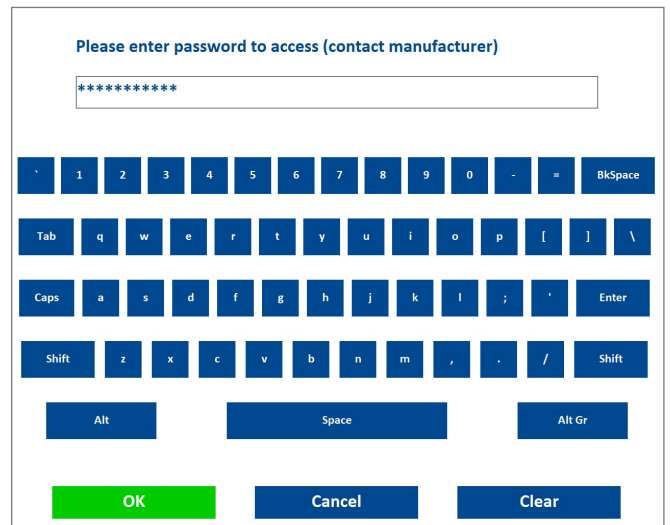 Please enter password to access (contact manufacturer)
***********
` 1 2 3 4 5 6 7 8 9 0 - = BkSpace
Tab q w e r t y u i o p [ ] \
Caps a s d f g h j k l ; ' Enter
Shift z x c v b n m , . / Shift
Alt Space Alt Gr
OK Cancel Clear